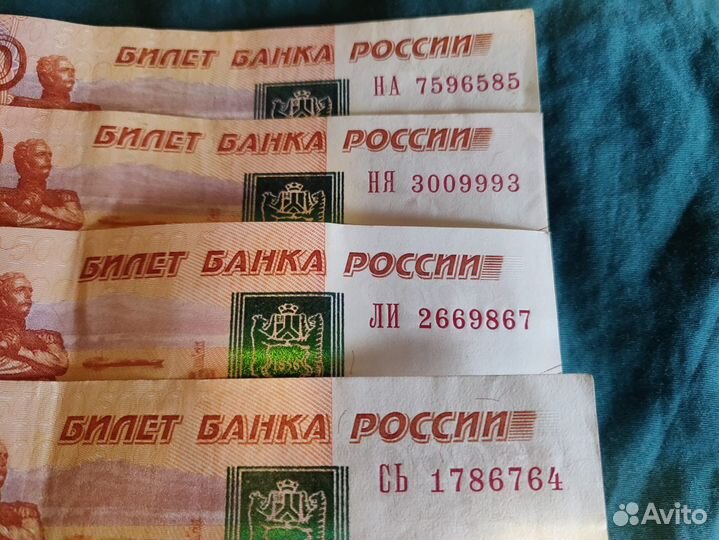 БИЛЕТ БАНКА РОССИИ
НА 7596585
БИЛЕТ БАНКА РОССИИ
НЯ 3009993
БИЛЕТ БАНКА РОССИИ
ЛИ 2669867
БИЛЕТ БАНКА РОССИИ
СЬ 1786764
Avito